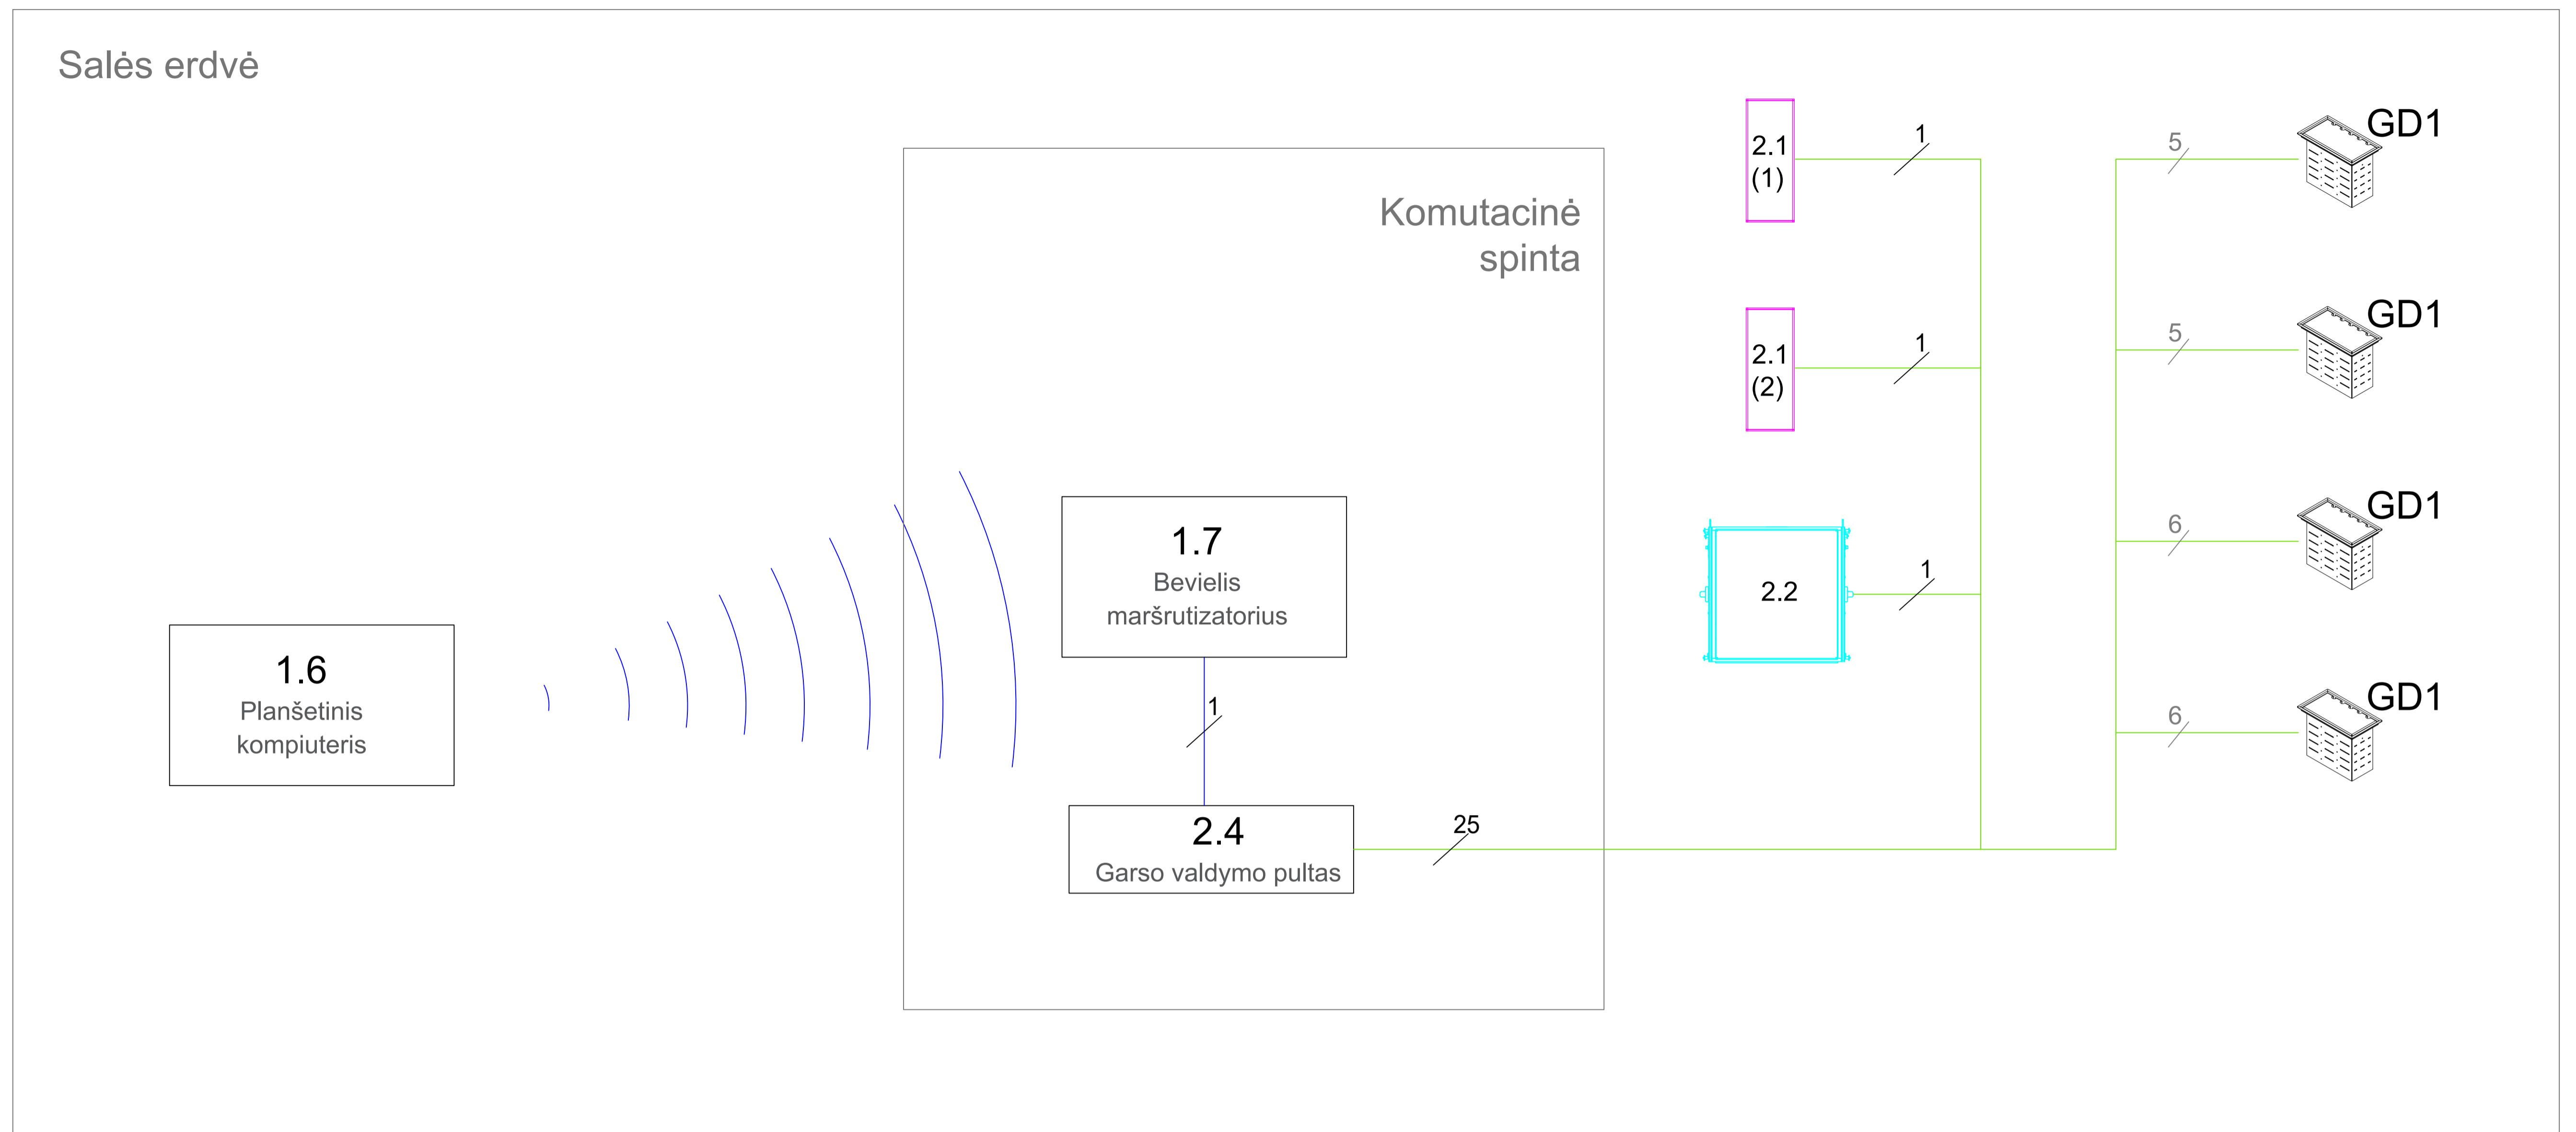 Salės erdvė
Komutacinė
spinta
1.6
Planšetinis
kompiuteris
1.7
Bevielis
maršrutizatorius
1
2.4
Garso valdymo pultas
25
2.1
(1)
1
2.1
(2)
1
2.2
1
5
GD1
5
GD1
6
GD1
6
GD1